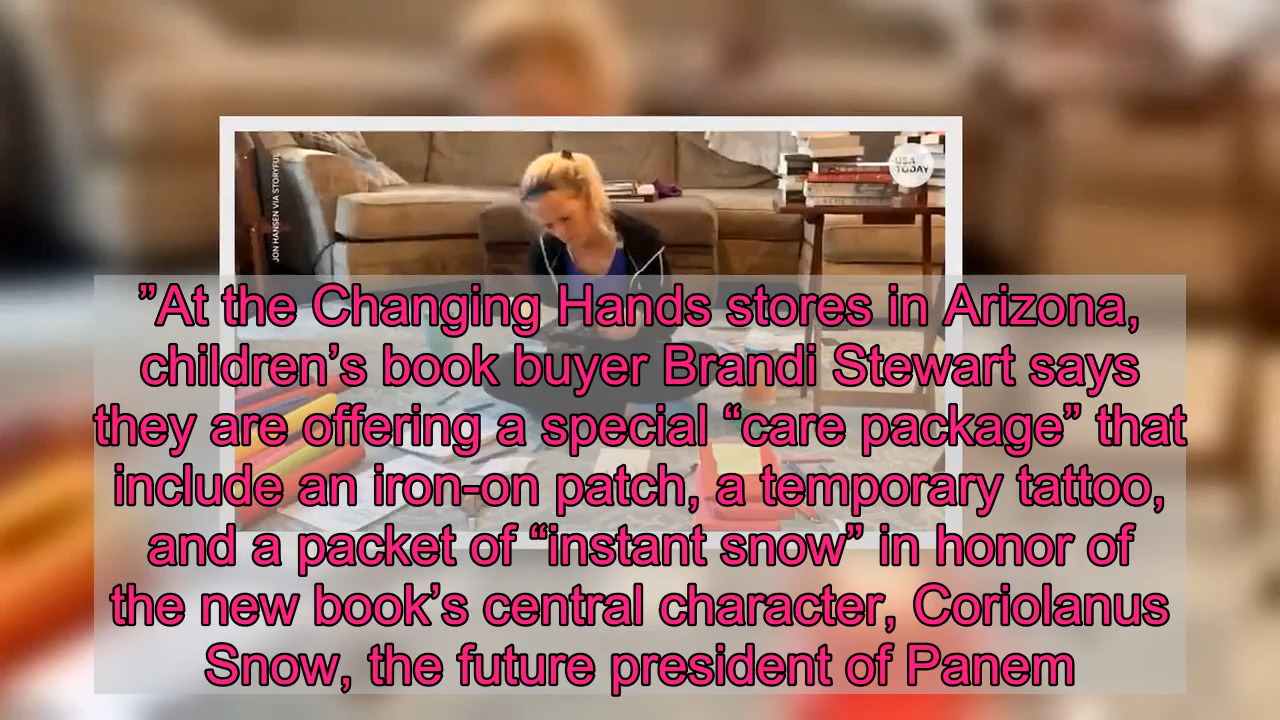 JON HANSEN VIA STORYFUL
USA
TODAY
”At the Changing Hands stores in Arizona,
children’s book buyer Brandi Stewart says
they are offering a special “care package” that
include an iron-on patch, a temporary tattoo,
and a packet of “instant snow” in honor of
the new book’s central character, Coriolanus
Snow, the future president of Panem